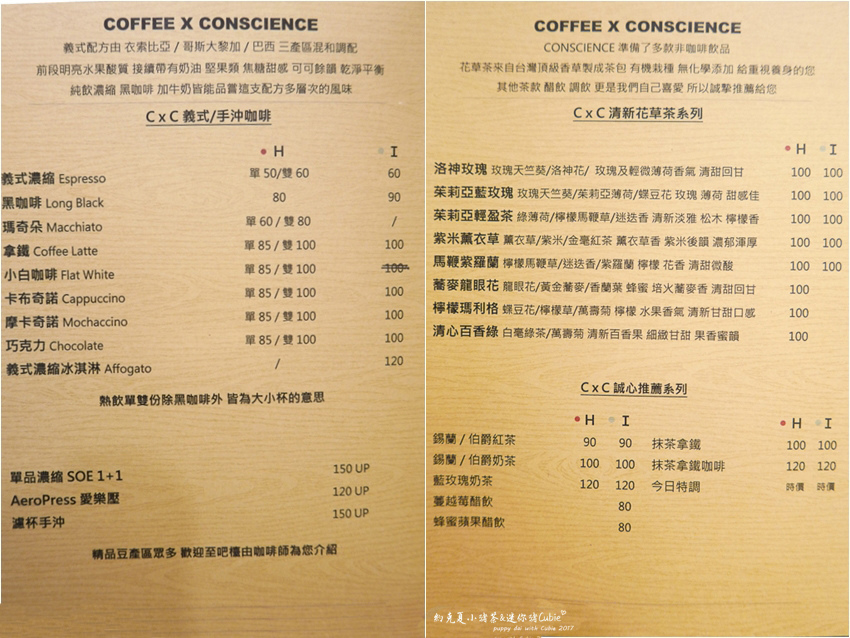 COFFEE X CONSCIENCE
義式配方由 衣索比亞 / 哥斯大黎加 / 巴西 三產區混和調配
前段明亮水果酸質 接續帶有奶油 堅果類 焦糖甜感 可可餘韻 乾淨平衡
純飲濃縮 黑咖啡 加牛奶皆能品嘗這支配方多層次的風味
C x C 義式/手沖咖啡
H I
義式濃縮 Espresso 單 50/雙 60 60
黑咖啡 Long Black 80 90
瑪奇朵 Macchiato 單 60 / 雙 80 /
拿鐵 Coffee Latte 單 85 / 雙 100 100
小白咖啡 Flat White 單 85 / 雙 100 100
卡布奇諾 Cappuccino 單 85 / 雙 100 100
摩卡奇諾 Mochaccino 單 85 / 雙 100 100
巧克力 Chocolate 單 85 / 雙 100 100
義式濃縮冰淇淋 Affogato / 120
熱飲單雙份除黑咖啡外 皆為大小杯的意思
單品濃縮 SOE 1+1 150 UP
AeroPress 愛樂壓 120 UP
濾杯手沖 150 UP
精品豆產區眾多 歡迎至吧檯由咖啡師為您介紹
COFFEE X CONSCIENCE
CONSCIENCE 準備了多款非咖啡飲品
花草茶來自台灣頂級香草製成茶包 有機栽種 無化學添加 給重視養身的您
其他茶款 醋飲 調飲 更是我們自己喜愛 所以誠摯推薦給您
C x C 清新花草茶系列
H I
洛神玫瑰 玫瑰天竺葵/洛神花/ 玫瑰及輕微薄荷香氣 清甜回甘 100 100
茱莉亞藍玫瑰 玫瑰天竺葵/茱莉亞薄荷/蝶豆花 玫瑰 薄荷 甜感佳 100 100
茱莉亞輕盈茶 綠薄荷/檸檬馬鞭草/迷迭香 清新淡雅 松木 檸檬香 100 100
紫米薰衣草 薰衣草/紫米/金毫紅茶 薰衣草香 紫米後韻 濃郁渾厚 100 100
馬鞭紫羅蘭 檸檬馬鞭草/迷迭香/紫羅蘭 檸檬 花香 清甜微酸 100 100
蕎麥龍眼花 龍眼花/黃金蕎麥/香蘭葉 蜂蜜 焙火蕎麥香 清甜回甘 100
檸檬瑪利格 蝶豆花/檸檬草/萬壽菊 檸檬 水果香氣 清新甘甜口感 100
清心百香綠 白毫綠茶/萬壽菊 清新百香果 細緻甘甜 果香蜜韻 100
C x C 誠心推薦系列
H I H I
錫蘭 / 伯爵紅茶 90 90 抹茶拿鐵 100 100
錫蘭 / 伯爵奶茶 100 100 抹茶拿鐵咖啡 120 120
藍玫瑰奶茶 120 120 今日特調 時價 時價
蔓越莓醋飲 80
蜂蜜蘋果醋飲 80
約克夏小豬茶&迷你豬Cubie
puppy dai with Cubie 2017